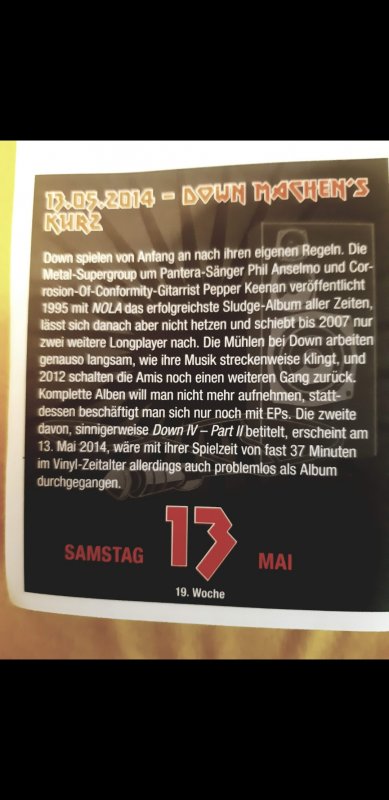 13.05.2014 – DOWN MACHEN'S
KURZ
Down spielen von Anfang an nach ihren eigenen Regeln. Die
Metal-Supergroup um Pantera-Sänger Phil Anselmo und Cor-
rosion-Of-Conformity-Gitarrist Pepper Keenan veröffentlicht
1995 mit NOLA das erfolgreichste Sludge-Album aller Zeiten,
lässt sich danach aber nicht hetzen und schiebt bis 2007 nur
zwei weitere Longplayer nach. Die Mühlen bei Down arbeiten
genauso langsam, wie ihre Musik streckenweise klingt, und
2012 schalten die Amis noch einen weiteren Gang zurück.
Komplette Alben will man nicht mehr aufnehmen, statt-
dessen beschäftigt man sich nur noch mit EPs. Die zweite
davon, sinnigerweise Down IV – Part II betitelt, erscheint am
13. Mai 2014, wäre mit ihrer Spielzeit von fast 37 Minuten
im Vinyl-Zeitalter allerdings auch problemlos als Album
durchgegangen.
SAMSTAG 13 MAI
19. Woche